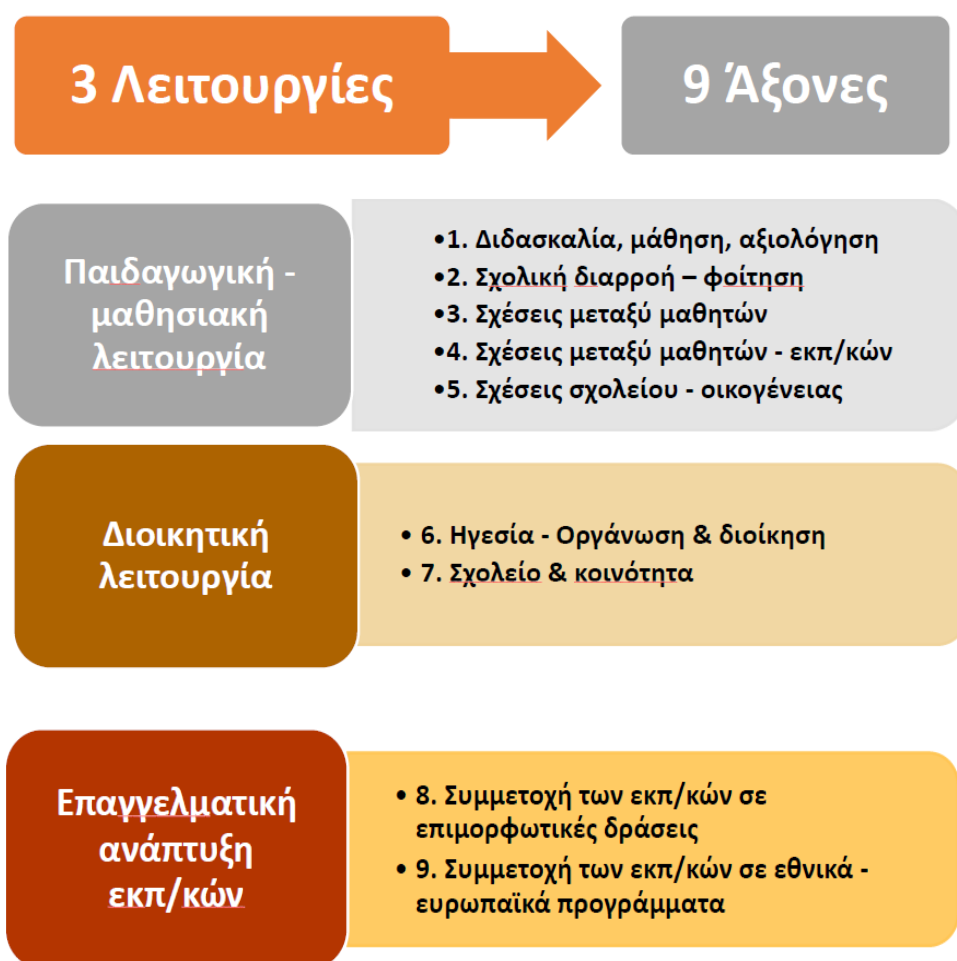 3 Λειτουργίες
9 Άξονες
Παιδαγωγική -
μαθησιακή
λειτουργία
•1. Διδασκαλία, μάθηση, αξιολόγηση
•2. Σχολική διαρροή – φοίτηση
•3. Σχέσεις μεταξύ μαθητών
•4. Σχέσεις μεταξύ μαθητών - εκπ/κών
•5. Σχέσεις σχολείου - οικογένειας
Διοικητική
λειτουργία
• 6. Ηγεσία - Οργάνωση & διοίκηση
• 7. Σχολείο & κοινότητα
Επαγγελματική
ανάπτυξη
εκπ/κών
• 8. Συμμετοχή των εκπ/κών σε
επιμορφωτικές δράσεις
• 9. Συμμετοχή των εκπ/κών σε εθνικά -
ευρωπαϊκά προγράμματα